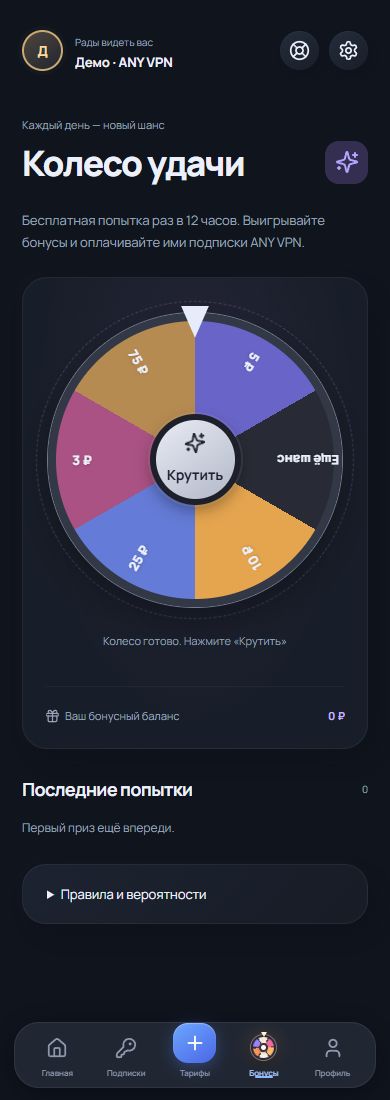 Д
Рады видеть вас
Демо · ANY VPN
Каждый день — новый шанс
Колесо удачи
Бесплатная попытка раз в 12 часов. Выигрывайте
бонусы и оплачивайте ими подписки ANY VPN.
75 ₽
5 ₽
3 ₽
Ещё шанс
Крутить
25 ₽
10 ₽
Колесо готово. Нажмите «Крутить»
Ваш бонусный баланс
0 ₽
Последние попытки
0
Первый приз ещё впереди.
Правила и вероятности
Главная
Подписки
Тарифы
Бонусы
Профиль